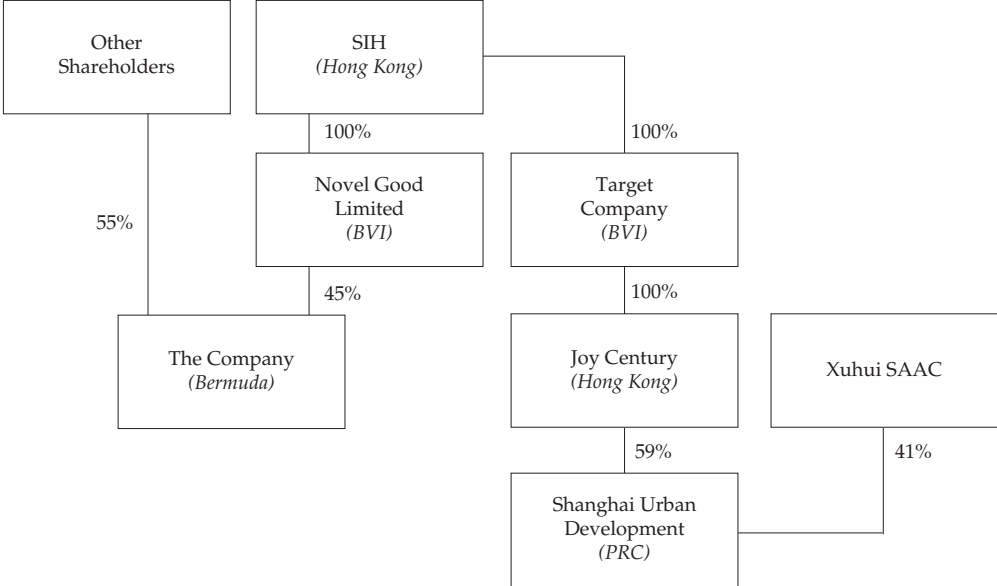 Other
Shareholders
SIH
(Hong Kong)
100%
100%
Novel Good
Limited
(BVI)
Target
Company
(BVI)
55%
45%
100%
The Company
(Bermuda)
Joy Century
(Hong Kong)
Xuhui SAAC
59%
41%
Shanghai Urban
Development
(PRC)